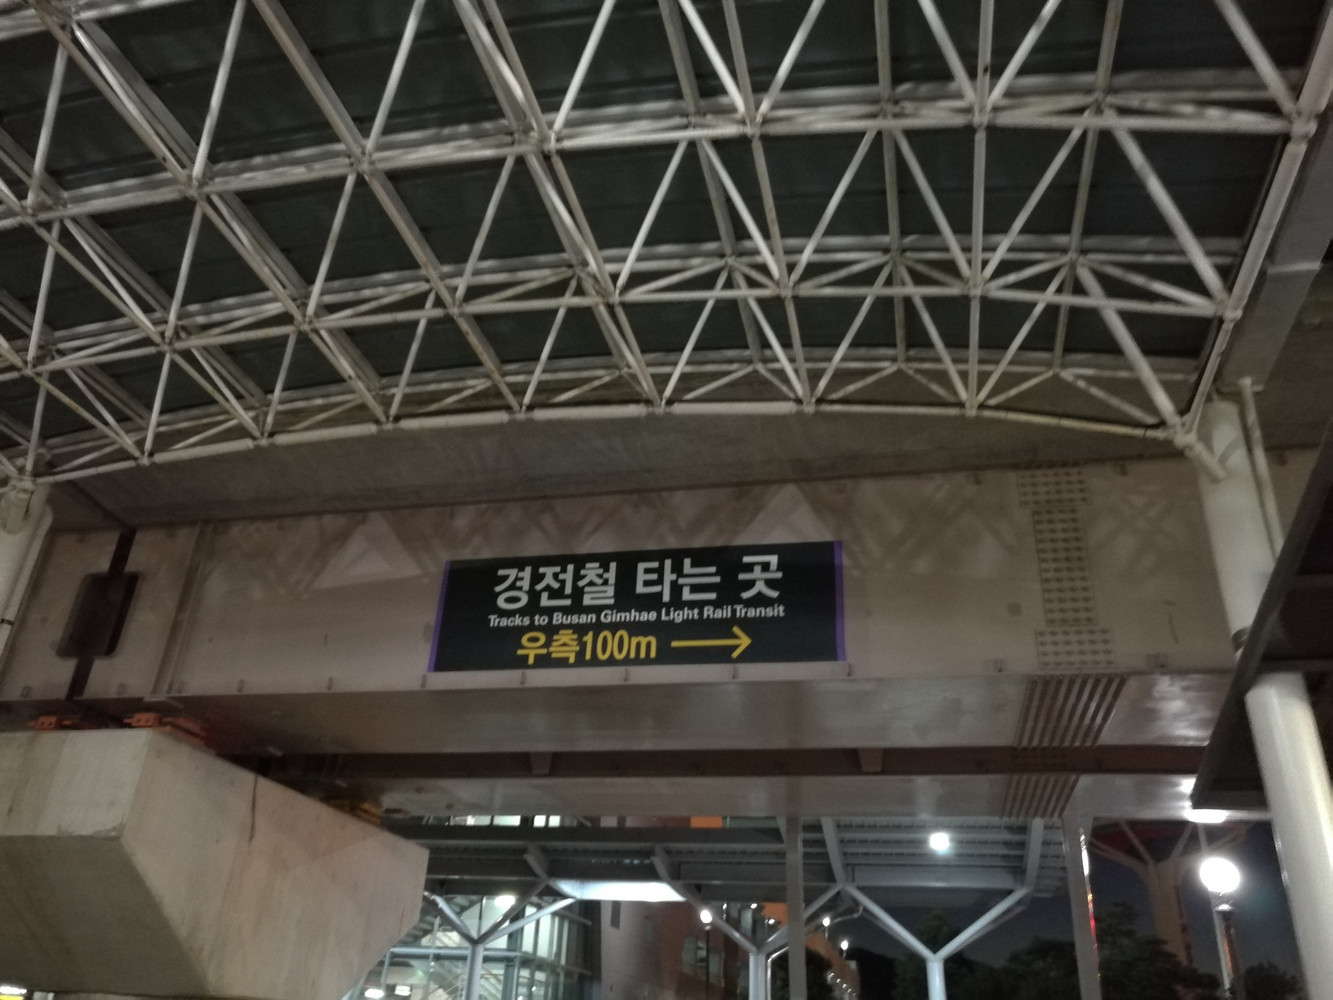 경전철 타는 곳
Tracks to Busan Gimhae Light Rail Transit
우측100m →